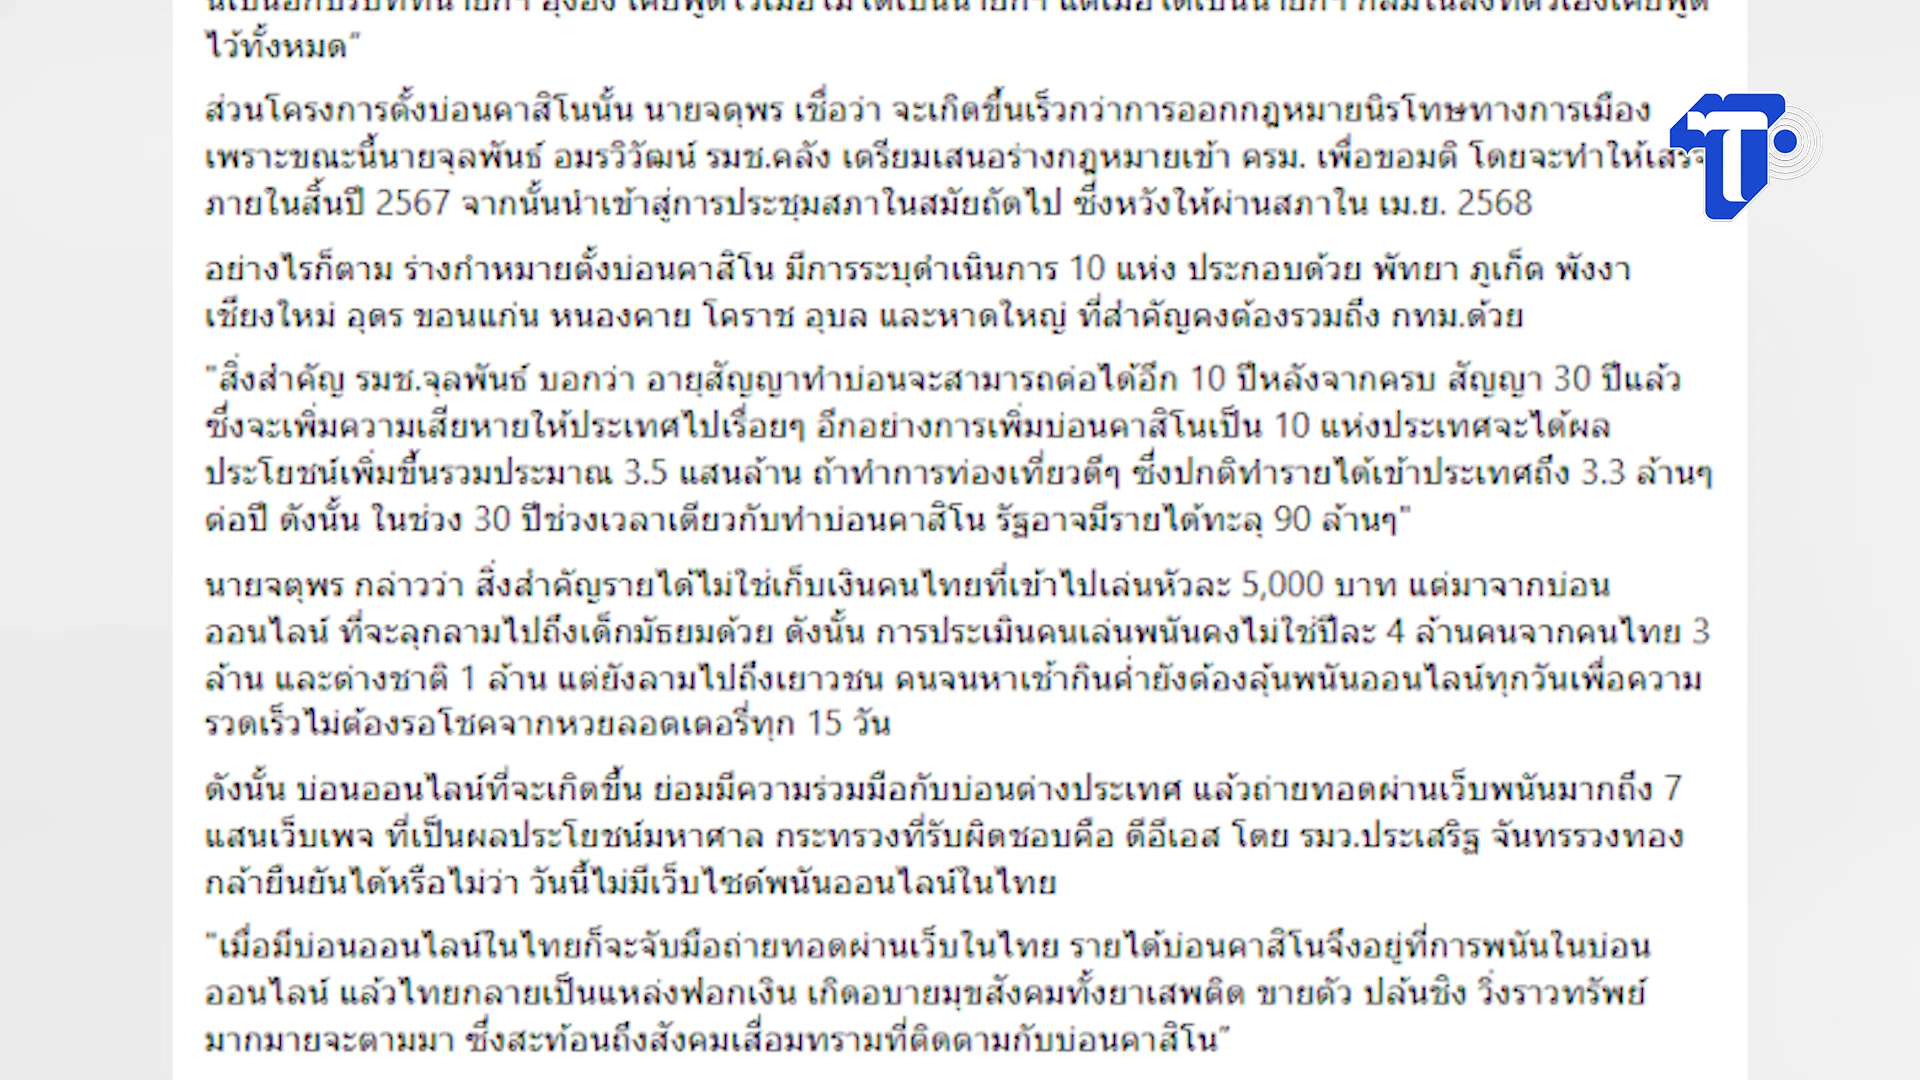 ไว้ทั้งหมด”
ส่วนโครงการตั้งบ่อนคาสิโนนั้น นายจตุพร เชื่อว่า จะเกิดขึ้นเร็วกว่าการออกกฎหมายนิรโทษทางการเมือง
เพราะขณะนี้นายจุลพันธ์ อมรวิวัฒน์ รมช.คลัง เตรียมเสนอร่างกฎหมายเข้า ครม. เพื่อขอมติ โดยจะทำให้เสร็จ
ภายในสิ้นปี 2567 จากนั้นนำเข้าสู่การประชุมสภาในสมัยถัดไป ซึ่งหวังให้ผ่านสภาใน เม.ย. 2568
อย่างไรก็ตาม ร่างกำหมายตั้งบ่อนคาสิโน มีการระบุดำเนินการ 10 แห่ง ประกอบด้วย พัทยา ภูเก็ต พังงา
เชียงใหม่ อุดร ขอนแก่น หนองคาย โคราช อุบล และหาดใหญ่ ที่สำคัญคงต้องรวมถึง กทม.ด้วย
"สิ่งสำคัญ รมช.จุลพันธ์ บอกว่า อายุสัญญาทำบ่อนจะสามารถต่อได้อีก 10 ปีหลังจากครบ สัญญา 30 ปีแล้ว
ซึ่งจะเพิ่มความเสียหายให้ประเทศไปเรื่อยๆ อีกอย่างการเพิ่มบ่อนคาสิโนเป็น 10 แห่งประเทศจะได้ผล
ประโยชน์เพิ่มขึ้นรวมประมาณ 3.5 แสนล้าน ถ้าทำการท่องเที่ยวดีๆ ซึ่งปกติทำรายได้เข้าประเทศถึง 3.3 ล้านๆ
ต่อปี ดังนั้น ในช่วง 30 ปีช่วงเวลาเดียวกับทำบ่อนคาสิโน รัฐอาจมีรายได้ทะลุ 90 ล้านๆ"
นายจตุพร กล่าวว่า สิ่งสำคัญรายได้ไม่ใช่เก็บเงินคนไทยที่เข้าไปเล่นหัวละ 5,000 บาท แต่มาจากบ่อน
ออนไลน์ ที่จะลุกลามไปถึงเด็กมัธยมด้วย ดังนั้น การประเมินคนเล่นพนันคงไม่ใช่ปีละ 4 ล้านคนจากคนไทย 3
ล้าน และต่างชาติ 1 ล้าน แต่ยังลามไปถึงเยาวชน คนจนหาเช้ากินค่ำยังต้องลุ้นพนันออนไลน์ทุกวันเพื่อความ
รวดเร็วไม่ต้องรอโชคจากหวยลอตเตอรี่ทุก 15 วัน
ดังนั้น บ่อนออนไลน์ที่จะเกิดขึ้น ย่อมมีความร่วมมือกับบ่อนต่างประเทศ แล้วถ่ายทอดผ่านเว็บพนันมากถึง 7
แสนเว็บเพจ ที่เป็นผลประโยชน์มหาศาล กระทรวงที่รับผิดชอบคือ ดีอีเอส โดย รมว.ประเสริฐ จันทรรวงทอง
กล้ายืนยันได้หรือไม่ว่า วันนี้ไม่มีเว็บไซต์พนันออนไลน์ในไทย
"เมื่อมีบ่อนออนไลน์ในไทยก็จะจับมือถ่ายทอดผ่านเว็บในไทย รายได้บ่อนคาสิโนจึงอยู่ที่การพนันในบ่อน
ออนไลน์ แล้วไทยกลายเป็นแหล่งฟอกเงิน เกิดอบายมุขสังคมทั้งยาเสพติด ขายตัว ปล้นชิง วิ่งราวทรัพย์
มากมายจะตามมา ซึ่งสะท้อนถึงสังคมเสื่อมทรามที่ติดตามกับบ่อนคาสิโน”